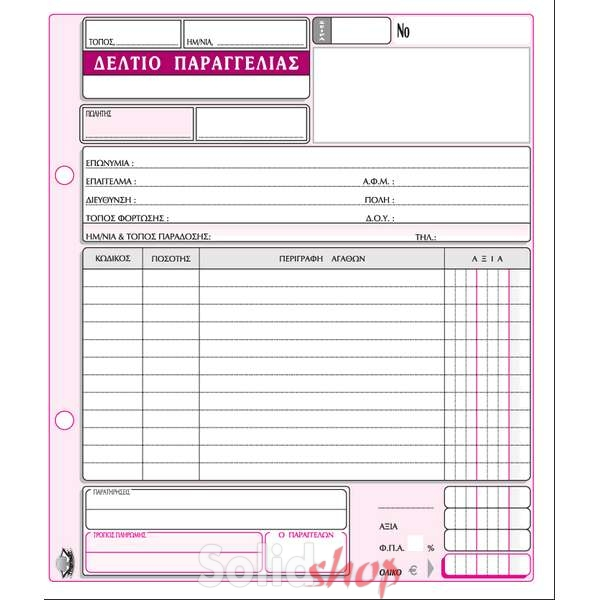 ΤΟΠΟΣ, ΗΜ/ΝΙΑ, No
ΔΕΛΤΙΟ ΠΑΡΑΓΓΕΛΙΑΣ
ΠΩΛΗΤΗΣ
ΕΠΩΝΥΜΙΑ :
ΕΠΑΓΓΕΛΜΑ : Α.Φ.Μ. :
ΔΙΕΥΘΥΝΣΗ : ΠΟΛΗ :
ΤΟΠΟΣ ΦΟΡΤΩΣΗΣ : Δ.Ο.Υ. :
ΗΜ/ΝΙΑ & ΤΟΠΟΣ ΠΑΡΑΔΟΣΗΣ: ΤΗΛ.:
ΚΩΔΙΚΟΣ ΠΟΣΟΤΗΣ ΠΕΡΙΓΡΑΦΗ ΑΓΑΘΩΝ ΑΞΙΑ
ΠΑΡΑΤΗΡΗΣΕΙΣ
ΑΞΙΑ
ΤΡΟΠΟΣ ΠΛΗΡΩΜΗΣ Ο ΠΑΡΑΓΓΕΛΩΝ
Φ.Π.Α. %
ΟΛΙΚΟ €
Solidshop